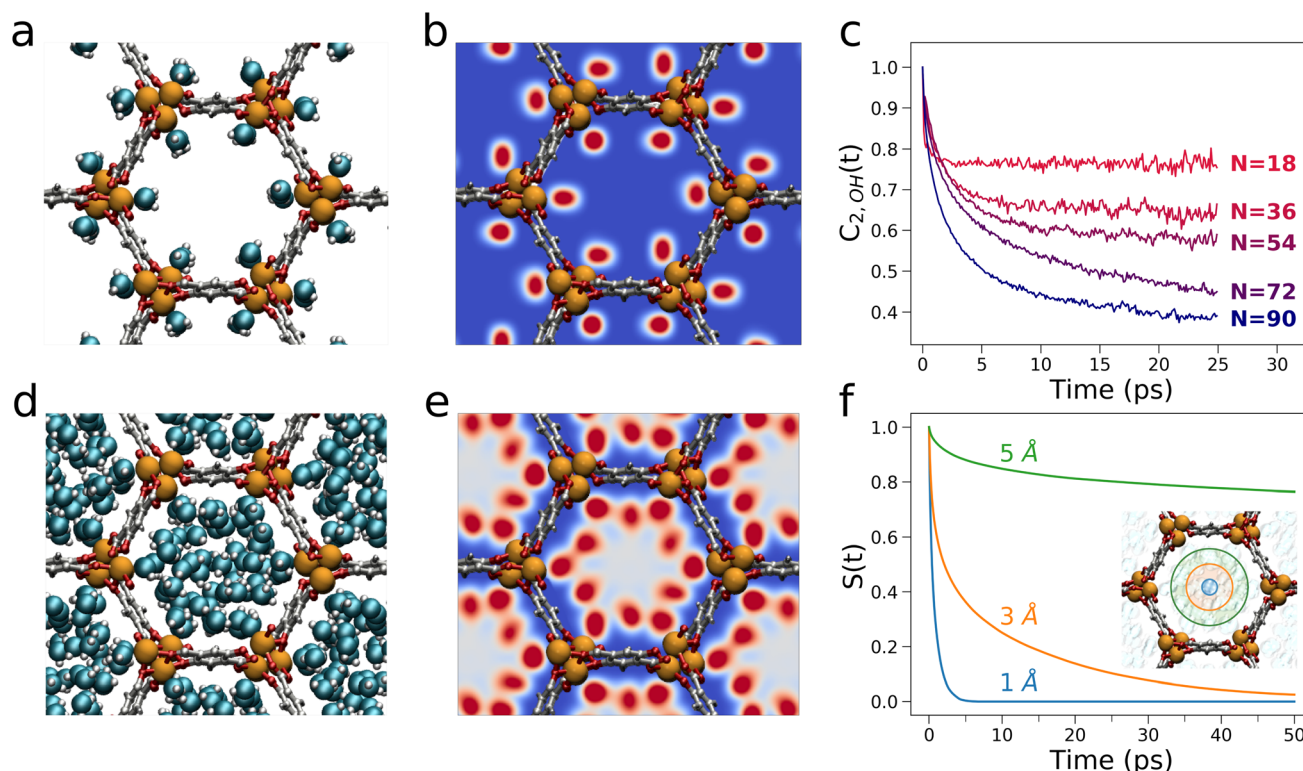 a
b
c
1.0
0.9
0.8
0.7
0.6
0.5
0.4
C2, OH(t)
N=18
N=36
N=54
N=72
N=90
0 5 10 15 20 25 30
Time (ps)
d
e
f
1.0
0.8
0.6
0.4
0.2
0.0
S(t)
5 Å
3 Å
1 Å
0 10 20 30 40 50
Time (ps)